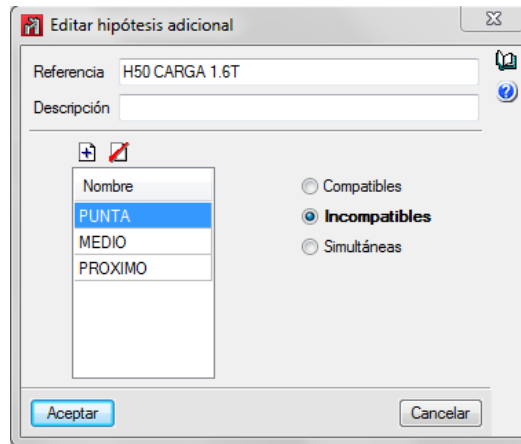 Editar hipótesis adicional
Referencia H50 CARGA 1.6T
Descripción
Nombre
PUNTA
MEDIO
PROXIMO
Compatibles
Incompatibles
Simultáneas
Aceptar
Cancelar